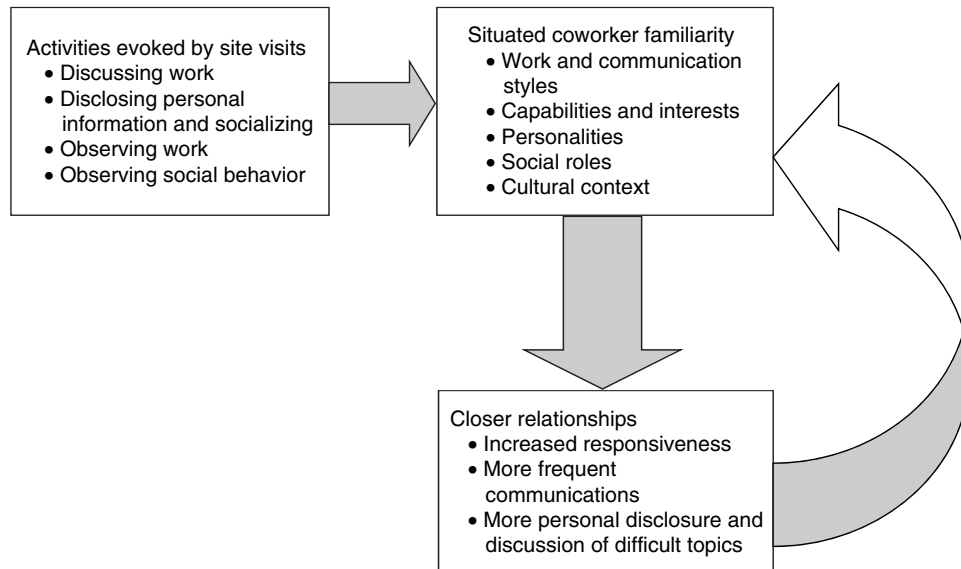 Activities evoked by site visits
• Discussing work
• Disclosing personal
information and socializing
• Observing work
• Observing social behavior
Situated coworker familiarity
• Work and communication
styles
• Capabilities and interests
• Personalities
• Social roles
• Cultural context
Closer relationships
• Increased responsiveness
• More frequent
communications
• More personal disclosure and
discussion of difficult topics